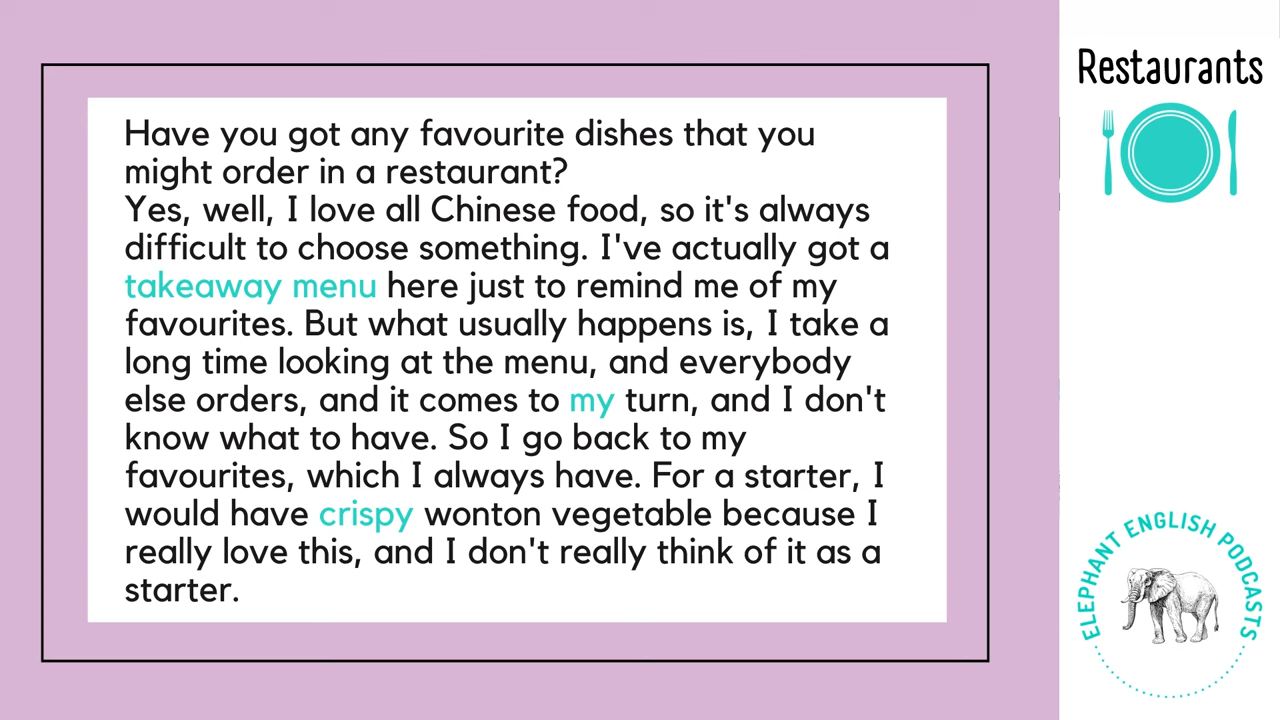 Have you got any favourite dishes that you
might order in a restaurant?
Yes, well, I love all Chinese food, so it's always
difficult to choose something. I've actually got a
takeaway menu here just to remind me of my
favourites. But what usually happens is, I take a
long time looking at the menu, and everybody
else orders, and it comes to my turn, and I don't
know what to have. So I go back to my
favourites, which I always have. For a starter, I
would have crispy wonton vegetable because I
really love this, and I don't really think of it as a
starter.
Restaurants
ELEPHANT ENGLISH PODCASTS